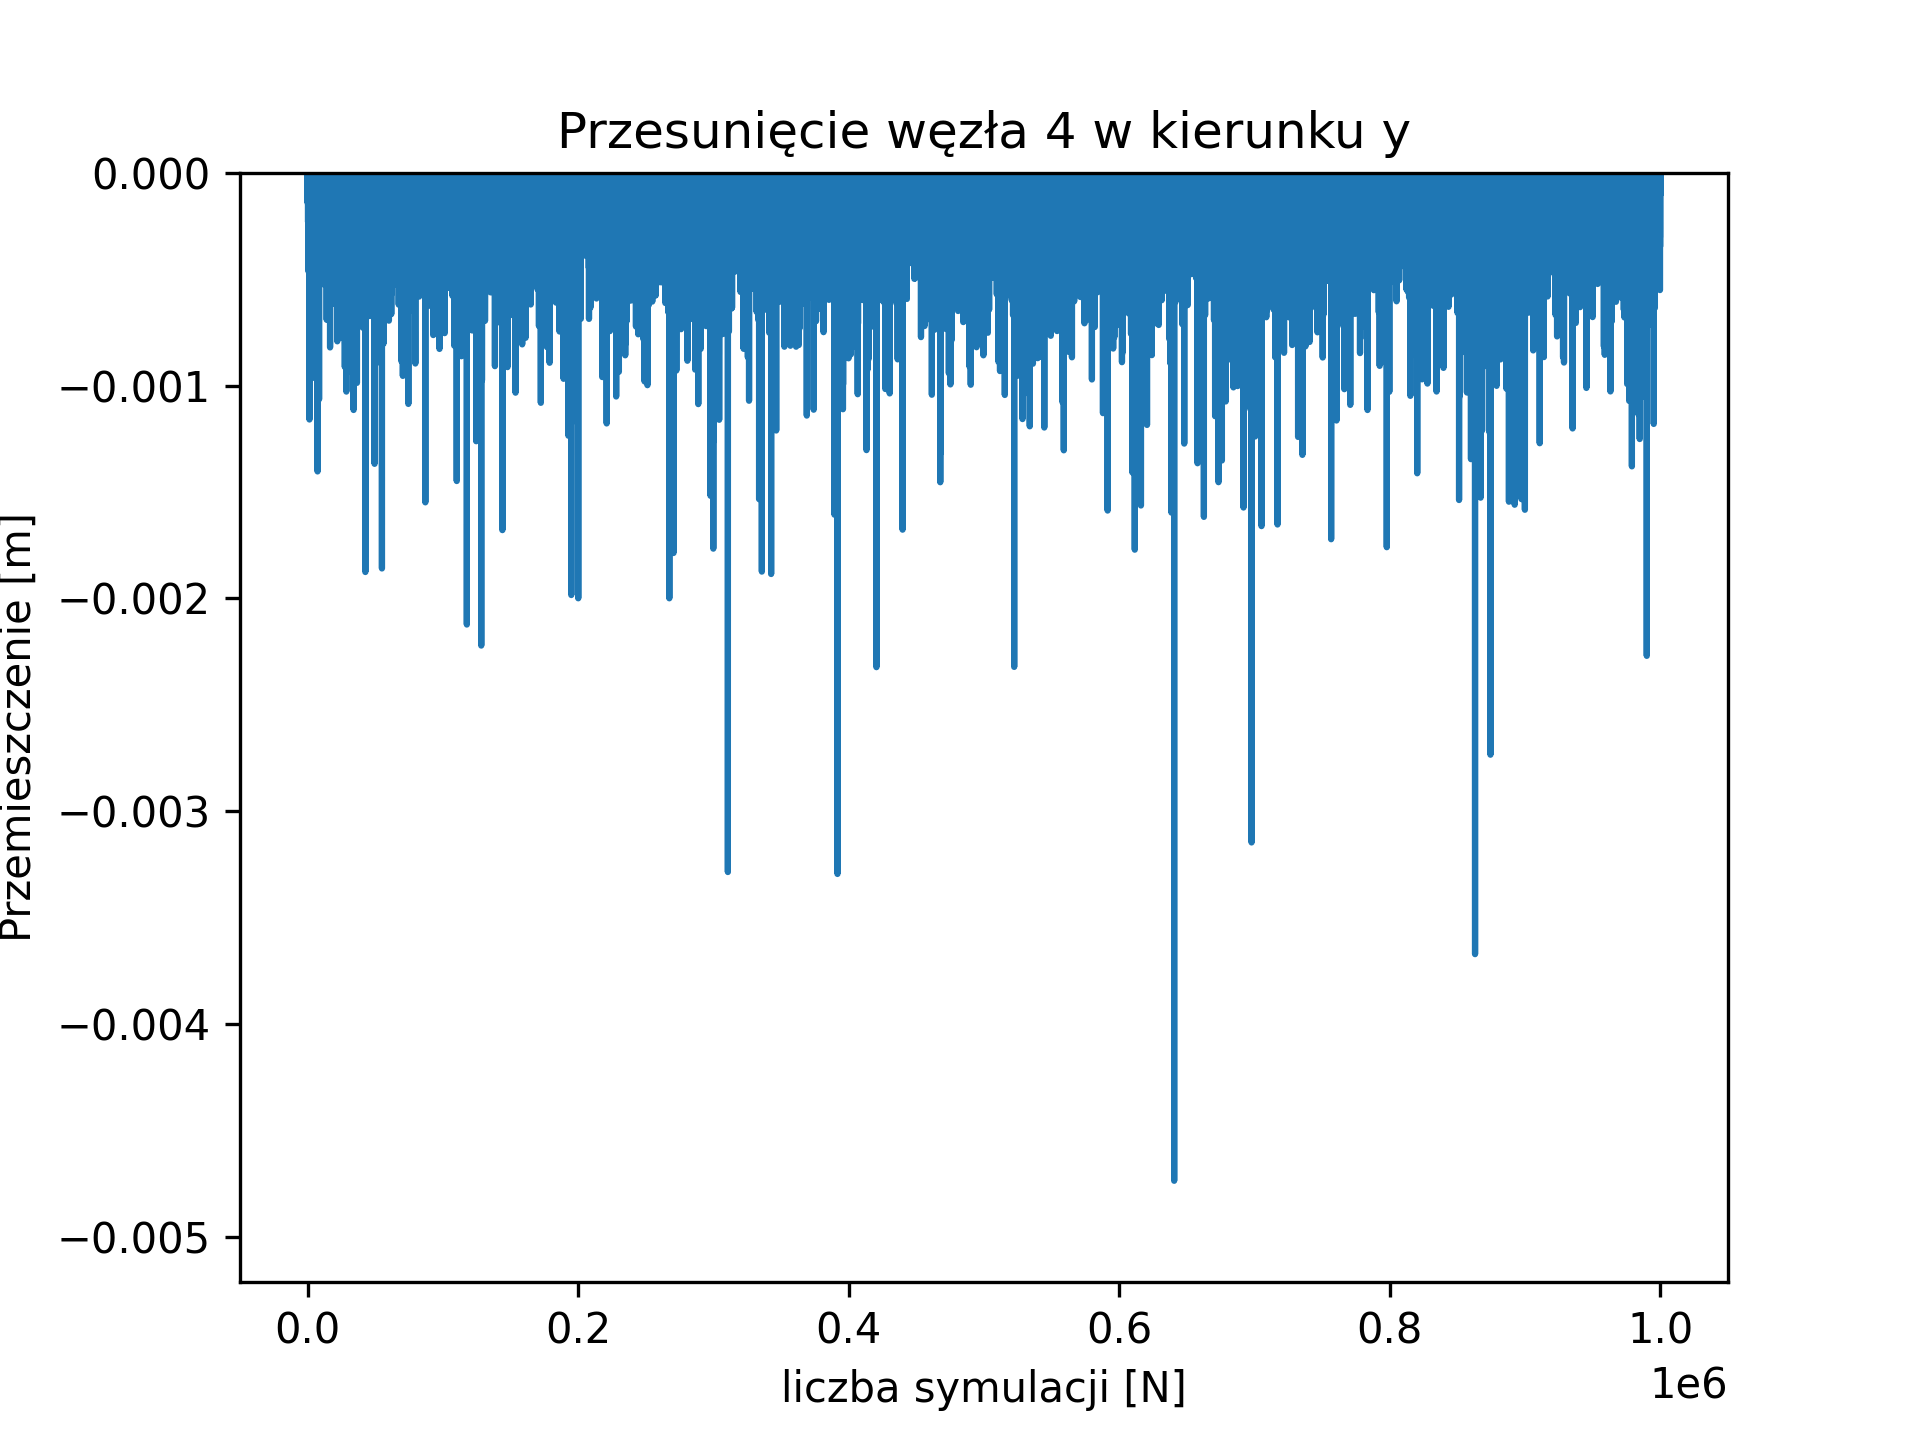 Przesunięcie węzła 4 w kierunku y
0.000
−0.001
−0.002
−0.003
−0.004
−0.005
Przemieszczenie [m]
0.0 0.2 0.4 0.6 0.8 1.0
1e6
liczba symulacji [N]